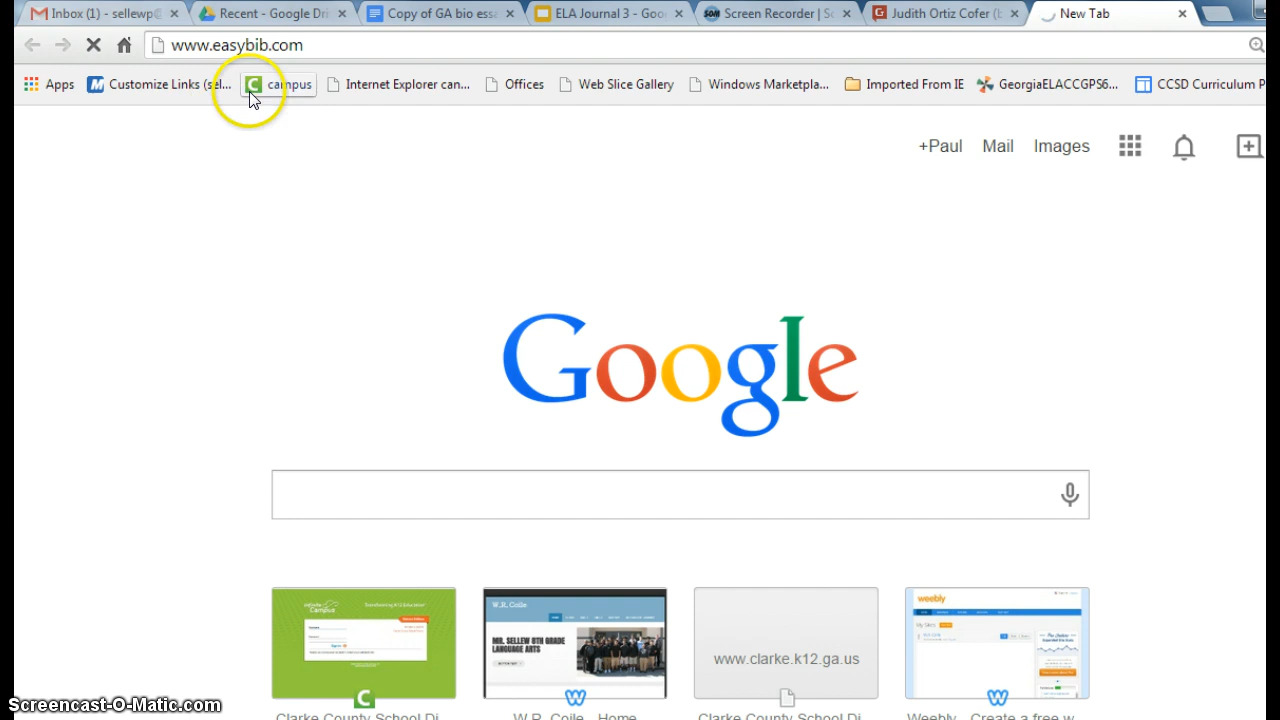 Inbox (1) - sellewp@
Recent - Google Dri
Copy of GA bio essa
ELA Journal 3 - Goo
Screen Recorder | Sc
Judith Ortiz Cofer (b
New Tab
www.easybib.com
Apps
Customize Links (sel...
campus
Internet Explorer can...
Offices
Web Slice Gallery
Windows Marketpla...
Imported From IE
GeorgiaELACCGPS6...
CCSD Curriculum P
+Paul Mail Images
Google
W.R. Coile
MR. SELLEW 8TH GRADE
LANGUAGE ARTS
www.clarke.k12.ga.us
weebly
Clarke County School Di
W.R. Coile - Home
Clarke County School Di
Weebly - Create a free w
Screencast-O-Matic.com